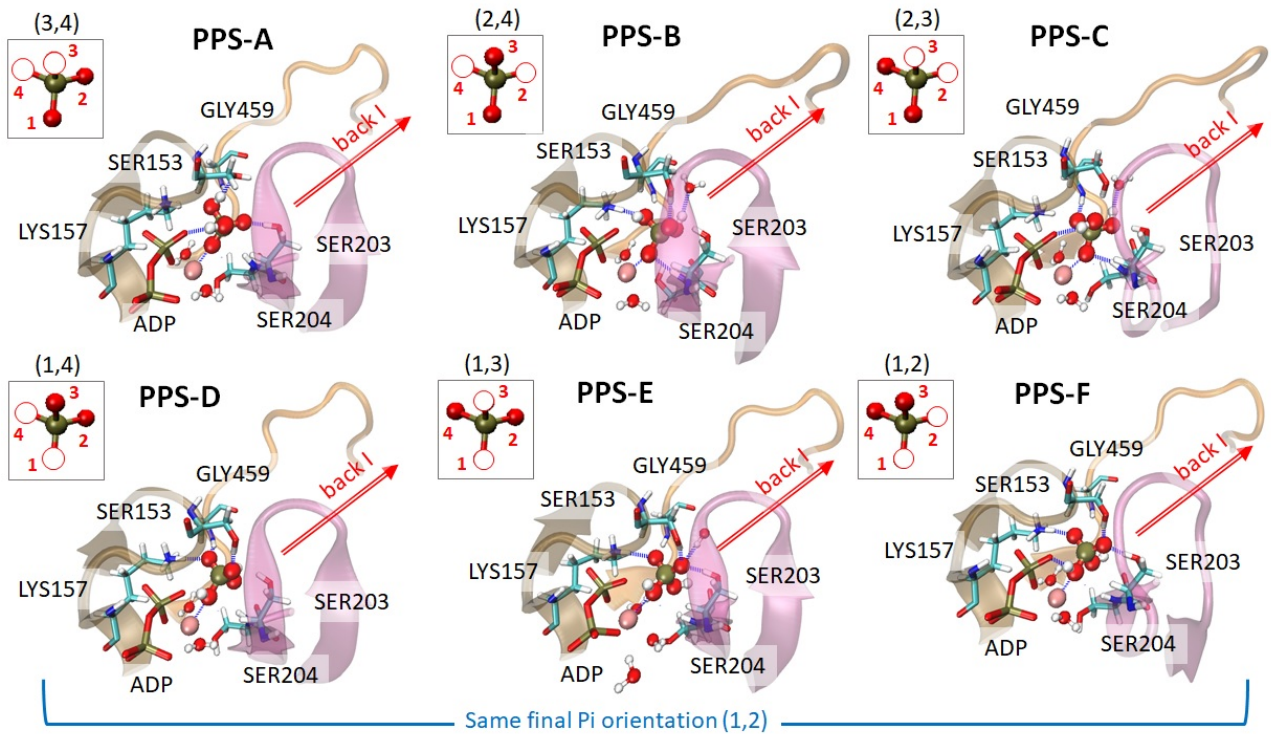 (3,4)
PPS-A
3
4
2
1
GLY459
back I
SER153
LYS157
SER203
ADP
SER204
(2,4)
PPS-B
3
4
2
1
GLY459
back I
SER153
LYS157
SER203
ADP
SER204
(2,3)
PPS-C
3
4
2
1
GLY459
back I
SER153
LYS157
SER203
ADP
SER204
(1,4)
PPS-D
3
4
2
1
GLY459
back I
SER153
LYS157
SER203
ADP
SER204
(1,3)
PPS-E
3
4
2
1
GLY459
back I
SER153
LYS157
SER203
ADP
SER204
(1,2)
PPS-F
3
4
2
1
GLY459
back I
SER153
LYS157
SER203
ADP
SER204
Same final Pi orientation (1,2)